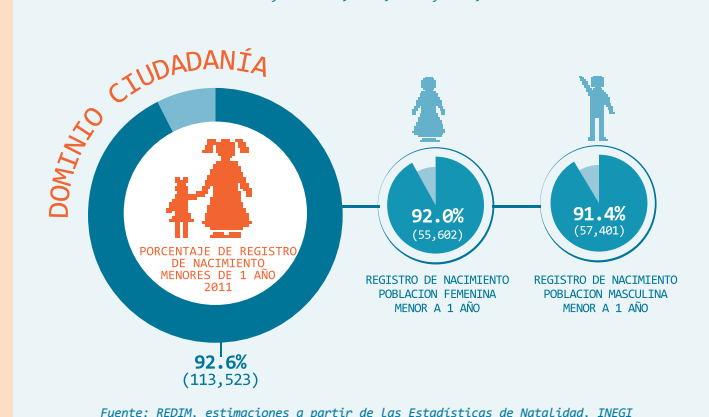 DOMINIO CIUDADANÍA
PORCENTAJE DE REGISTRO
DE NACIMIENTO
MENORES DE 1 AÑO
2011
92.6%
(113,523)
92.0%
(55,602)
REGISTRO DE NACIMIENTO
POBLACION FEMENINA
MENOR A 1 AÑO
91.4%
(57,401)
REGISTRO DE NACIMIENTO
POBLACION MASCULINA
MENOR A 1 AÑO
Fuente: REDIM, estimaciones a partir de las Estadísticas de Natalidad, INEGI